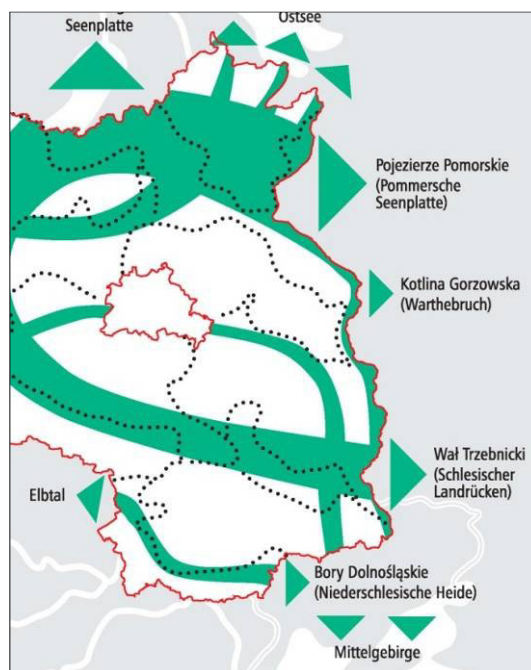 Seenplatte
Ostsee
Pojezierze Pomorskie
(Pommersche
Seenplatte)
Kotlina Gorzowska
(Warthebruch)
Wał Trzebnicki
(Schlesischer
Landrücken)
Elbtal
Bory Dolnośląskie
(Niederschlesische Heide)
Mittelgebirge